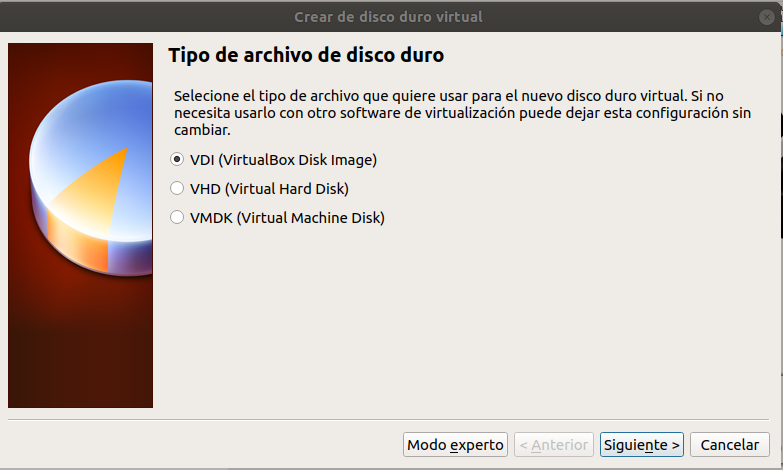 Crear de disco duro virtual
Tipo de archivo de disco duro
Selecione el tipo de archivo que quiere usar para el nuevo disco duro virtual. Si no
necesita usarlo con otro software de virtualización puede dejar esta configuración sin
cambiar.
VDI (VirtualBox Disk Image)
VHD (Virtual Hard Disk)
VMDK (Virtual Machine Disk)
Modo experto < Anterior Siguiente > Cancelar